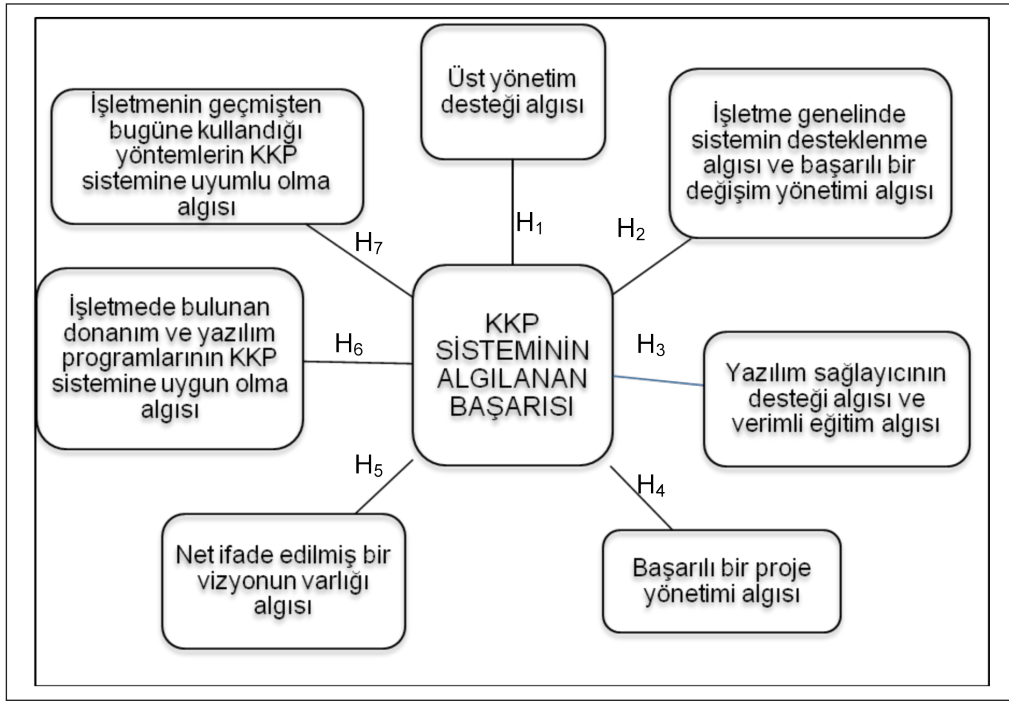 Üst yönetim
desteği algısı
İşletme genelinde
sistemin desteklenme
algısı ve başarılı bir
değişim yönetimi algısı
Yazılım sağlayıcının
desteği algısı ve
verimli eğitim algısı
Başarılı bir proje
yönetimi algısı
Net ifade edilmiş bir
vizyonun varlığı
algısı
İşletmede bulunan
donanım ve yazılım
programlarının KKP
sistemine uygun olma
algısı
İşletmenin geçmişten
bugüne kullandığı
yöntemlerin KKP
sistemine uyumlu olma
algısı
KKP
SİSTEMİNİN
ALGILANAN
BAŞARISI
H₁
H₂
H₃
H₄
H₅
H₆
H₇